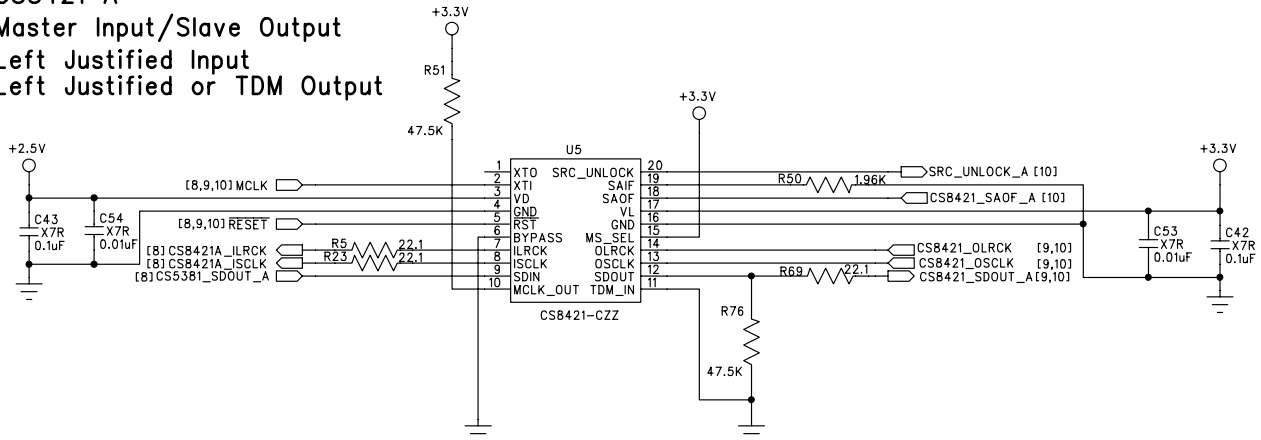 CS8421-A
Master Input/Slave Output
Left Justified Input
Left Justified or TDM Output
+3.3V
R51
47.5K
+3.3V
+2.5V
+3.3V
U5
1 XTO
2 XTI
3 VD
4 GND
5 RST
6 BYPASS
7 ILRCK
8 ISCLK
9 SDIN
10 MCLK_OUT
SRC_UNLOCK 20
SAIF 19
SAOF 18
VL 17
GND 16
MS_SEL 15
OLRCK 14
OSCLK 13
SDOUT 12
TDM_IN 11
CS8421-CZZ
[8,9,10] MCLK
C43
X7R
0.1uF
C54
X7R
0.01uF
[8,9,10] RESET
[8] CS8421A_ILRCK
R5 22.1
[8] CS8421A_ISCLK
R23 22.1
[8] CS5381_SDOUT_A
SRC_UNLOCK_A [10]
R50 1.96K
CS8421_SAOF_A [10]
CS8421_OLRCK [9,10]
CS8421_OSCLK [9,10]
R69 22.1
CS8421_SDOUT_A [9,10]
C53
X7R
0.01uF
C42
X7R
0.1uF
R76
47.5K